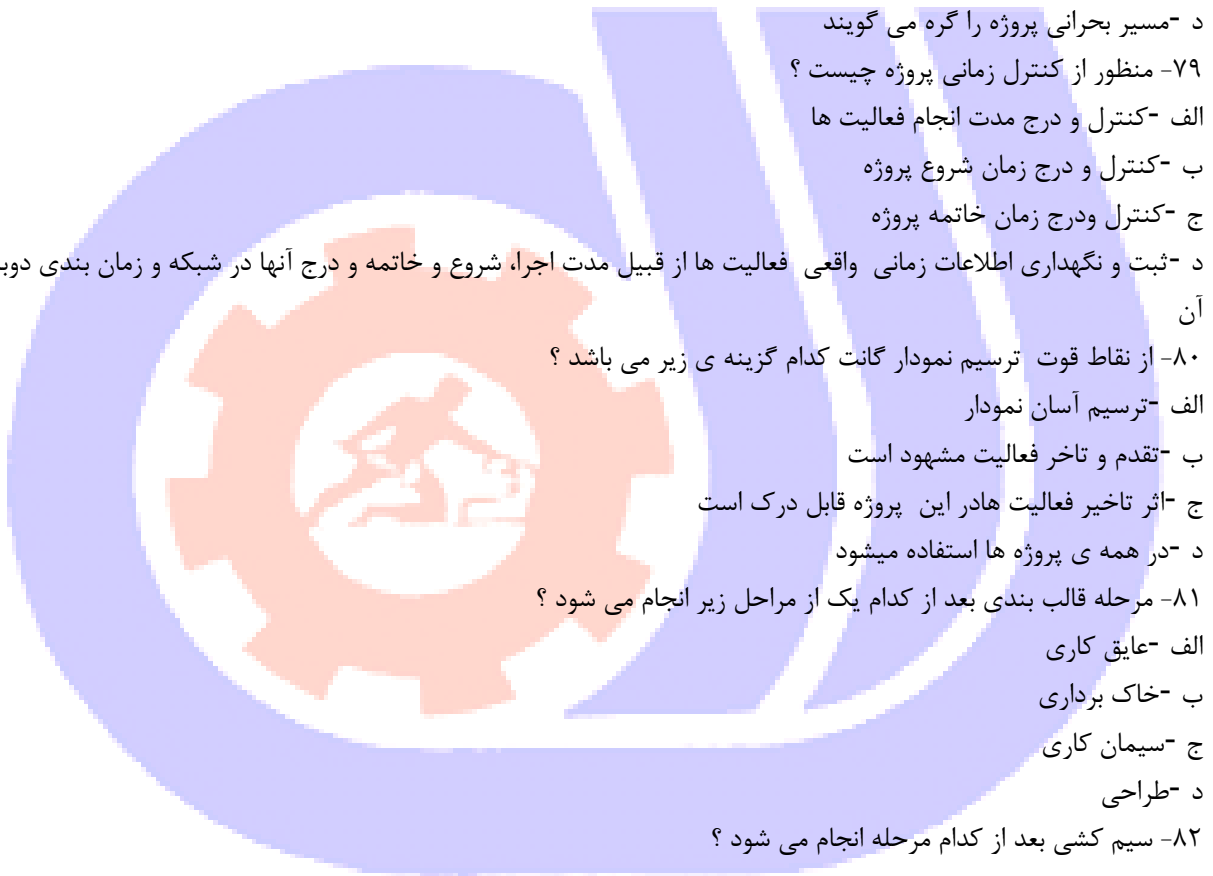 د -مسیر بحرانی پروژه را گره می گویند
۷۹- منظور از کنترل زمانی پروژه چیست ؟
الف -کنترل و درج مدت انجام فعالیت ها
ب -کنترل و درج زمان شروع پروژه
ج -کنترل ودرج زمان خاتمه پروژه
د -ثبت و نگهداری اطلاعات زمانی واقعی فعالیت ها از قبیل مدت اجرا، شروع و خاتمه و درج آنها در شبکه و زمان بندی
آن
۸۰- از نقاط قوت ترسیم نمودار گانت کدام گزینه ی زیر می باشد ؟
الف -ترسیم آسان نمودار
ب -تقدم و تاخر فعالیت مشهود است
ج -اثر تاخیر فعالیت هادر این پروژه قابل درک است
د -در همه ی پروژه ها استفاده میشود
۸۱- مرحله قالب بندی بعد از کدام یک از مراحل زیر انجام می شود ؟
الف -عایق کاری
ب -خاک برداری
ج -سیمان کاری
د -طراحی
۸۲- سیم کشی بعد از کدام مرحله انجام می شود ؟